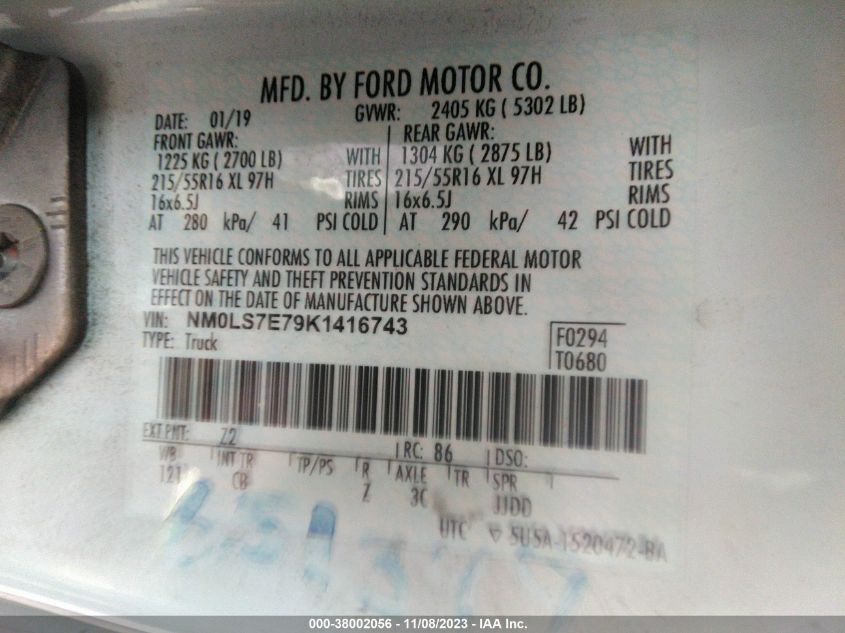 MFD. BY FORD MOTOR CO.
DATE: 01/19 GVWR: 2405 KG ( 5302 LB)
FRONT GAWR: REAR GAWR:
1225 KG ( 2700 LB) WITH 1304 KG ( 2875 LB) WITH
215/55R16 XL 97H TIRES 215/55R16 XL 97H TIRES
16x6.5J RIMS 16x6.5J RIMS
AT 280 kPa/ 41 PSI COLD AT 290 kPa/ 42 PSI COLD
THIS VEHICLE CONFORMS TO ALL APPLICABLE FEDERAL MOTOR
VEHICLE SAFETY AND THEFT PREVENTION STANDARDS IN
EFFECT ON THE DATE OF MANUFACTURE SHOWN ABOVE.
VIN: NM0LS7E79K1416743
TYPE: Truck
F0294
T0680
EXT PNT: Z2 RC: 86 DSO:
WB INT TR TP/PS R AXLE TR SPR
CB Z 3C JJDD
UTC 5U5A-1520472-BA
000-38002056 - 11/08/2023 - IAA Inc.